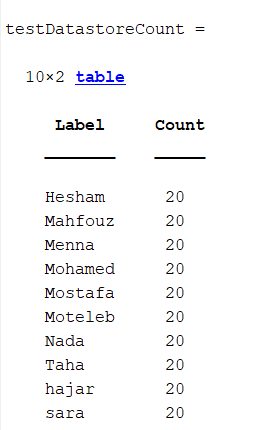 testDatastoreCount =
10×2 table
Label Count
Hesham 20
Mahfouz 20
Menna 20
Mohamed 20
Mostafa 20
Moteleb 20
Nada 20
Taha 20
hajar 20
sara 20